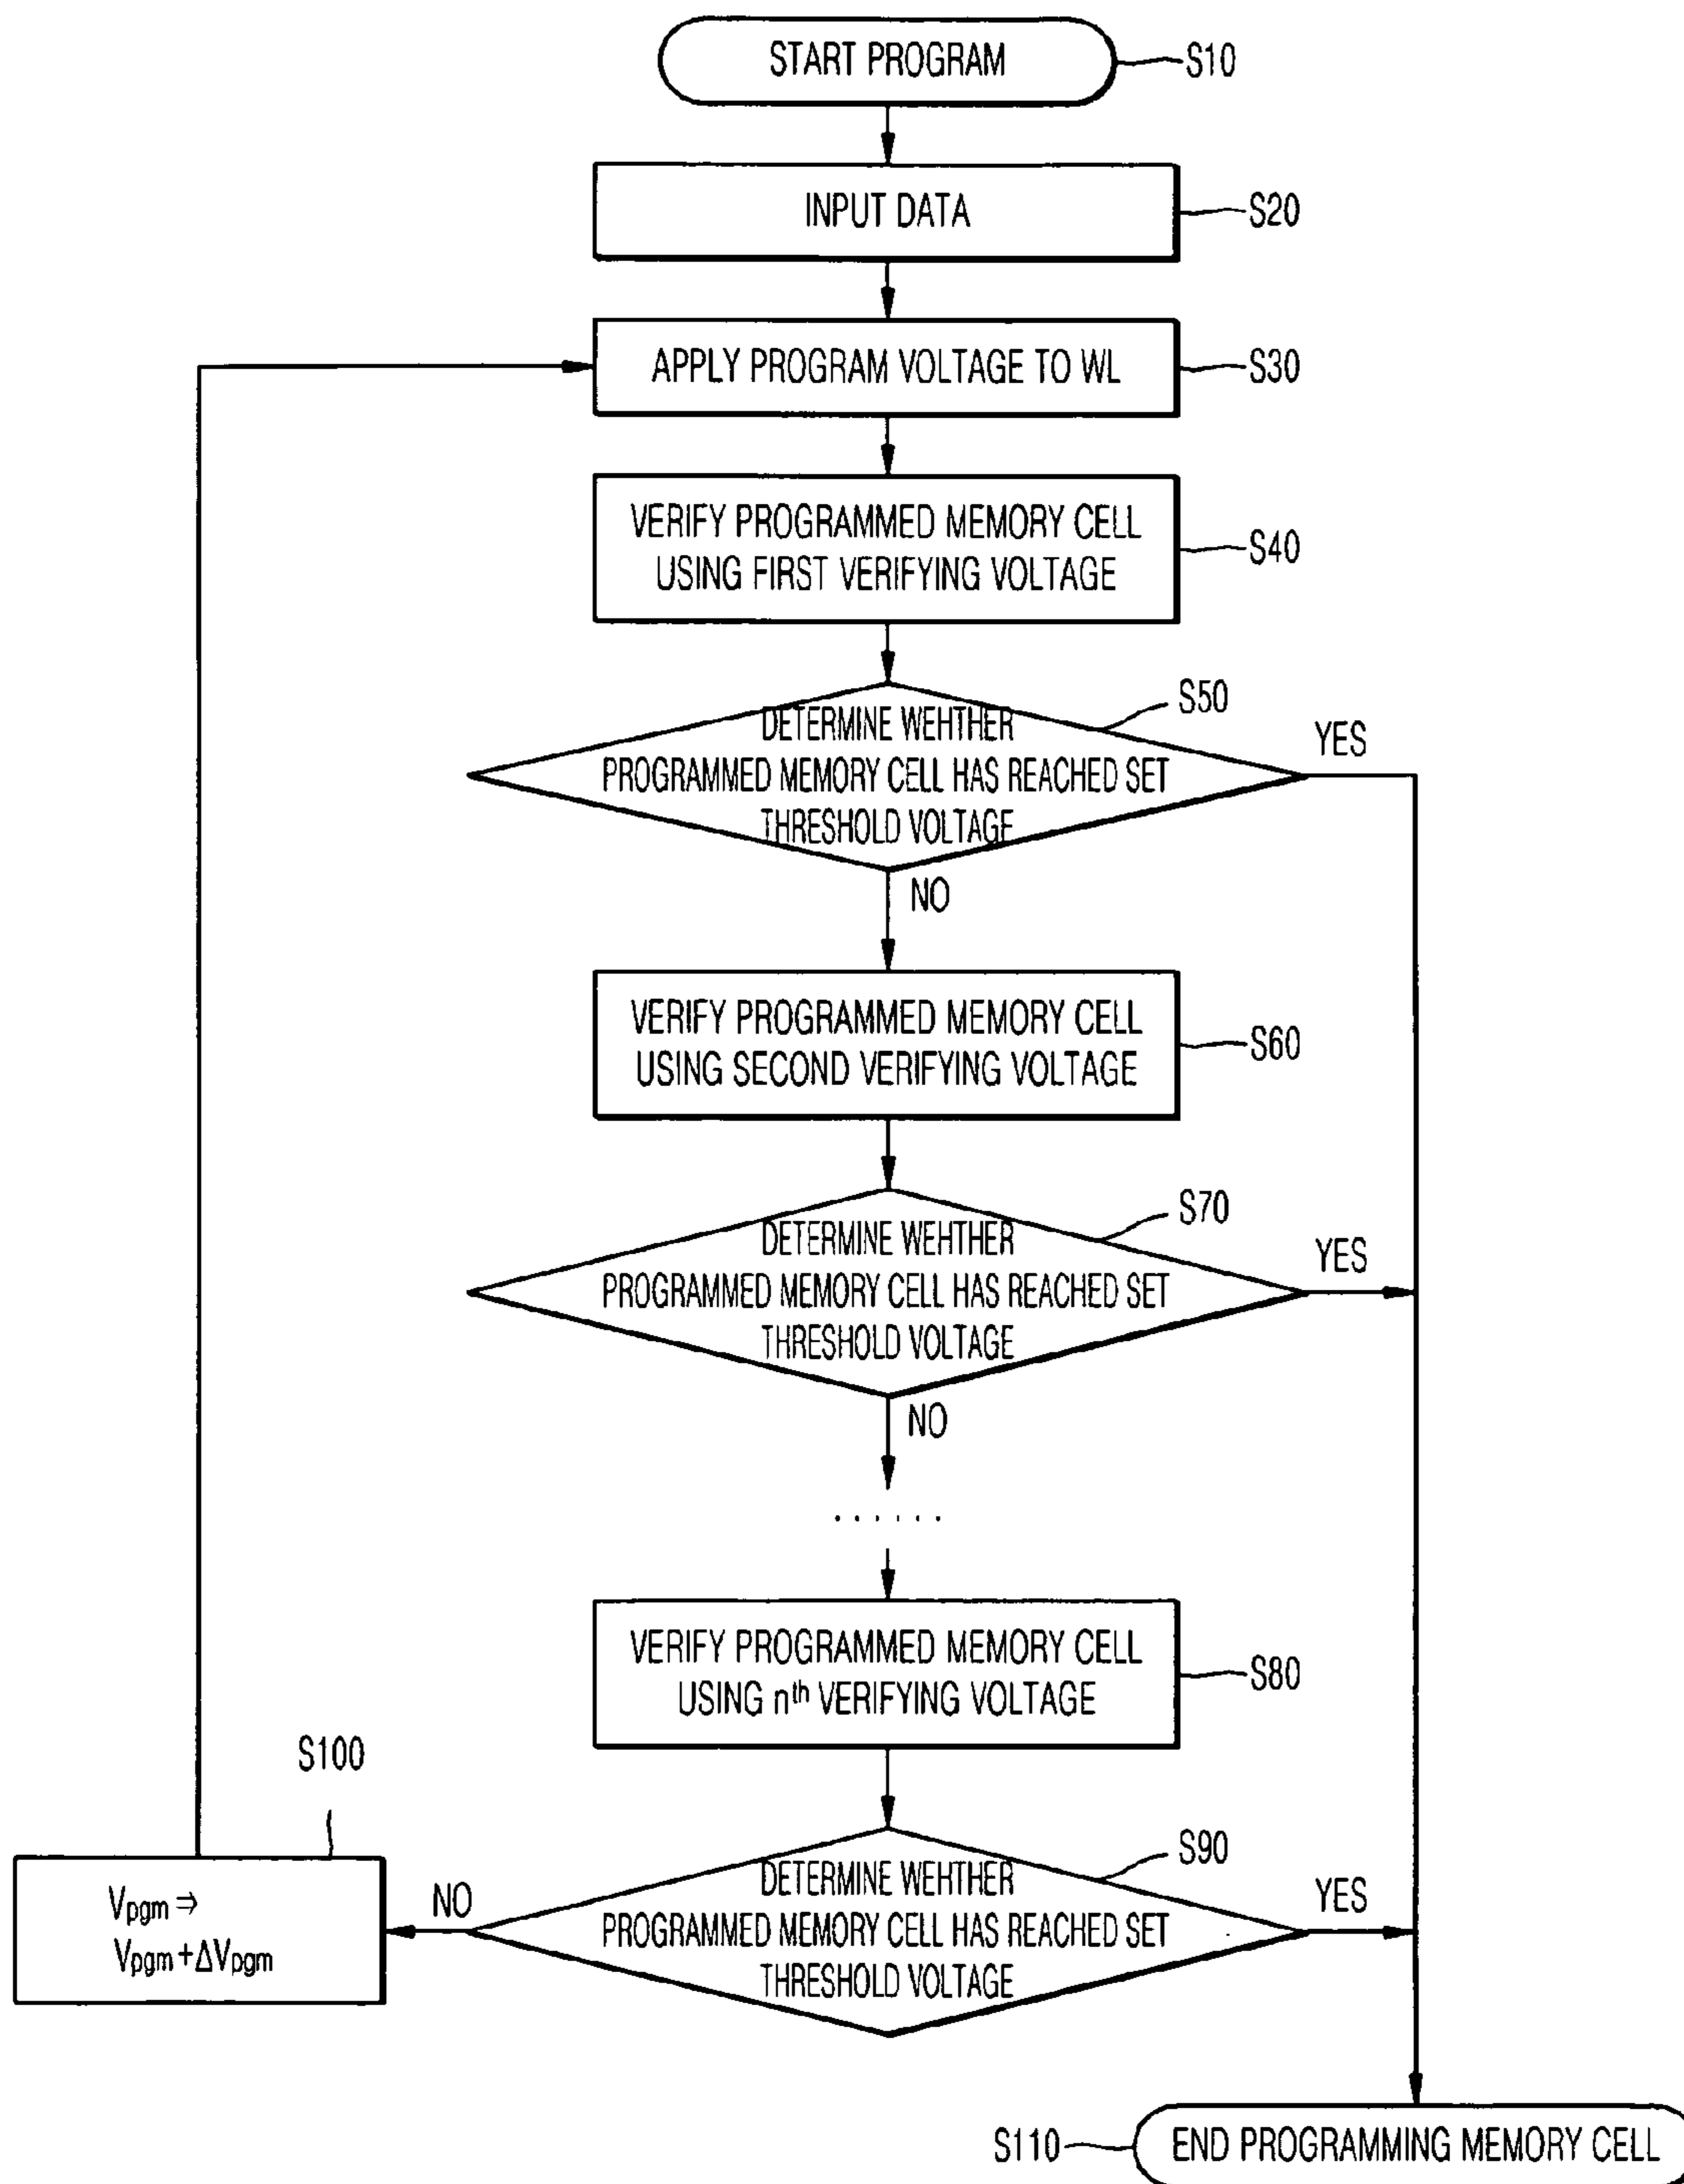 START PROGRAM
S10
INPUT DATA
S20
APPLY PROGRAM VOLTAGE TO WL
S30
VERIFY PROGRAMMED MEMORY CELL
USING FIRST VERIFYING VOLTAGE
S40
DETERMINE WEHTHER
PROGRAMMED MEMORY CELL HAS REACHED SET
THRESHOLD VOLTAGE
S50
YES
NO
VERIFY PROGRAMMED MEMORY CELL
USING SECOND VERIFYING VOLTAGE
S60
DETERMINE WEHTHER
PROGRAMMED MEMORY CELL HAS REACHED SET
THRESHOLD VOLTAGE
S70
YES
NO
......
VERIFY PROGRAMMED MEMORY CELL
USING nth VERIFYING VOLTAGE
S80
S100
Vpgm ⇒
Vpgm+ΔVpgm
NO
DETERMINE WEHTHER
PROGRAMMED MEMORY CELL HAS REACHED SET
THRESHOLD VOLTAGE
S90
YES
S110
END PROGRAMMING MEMORY CELL